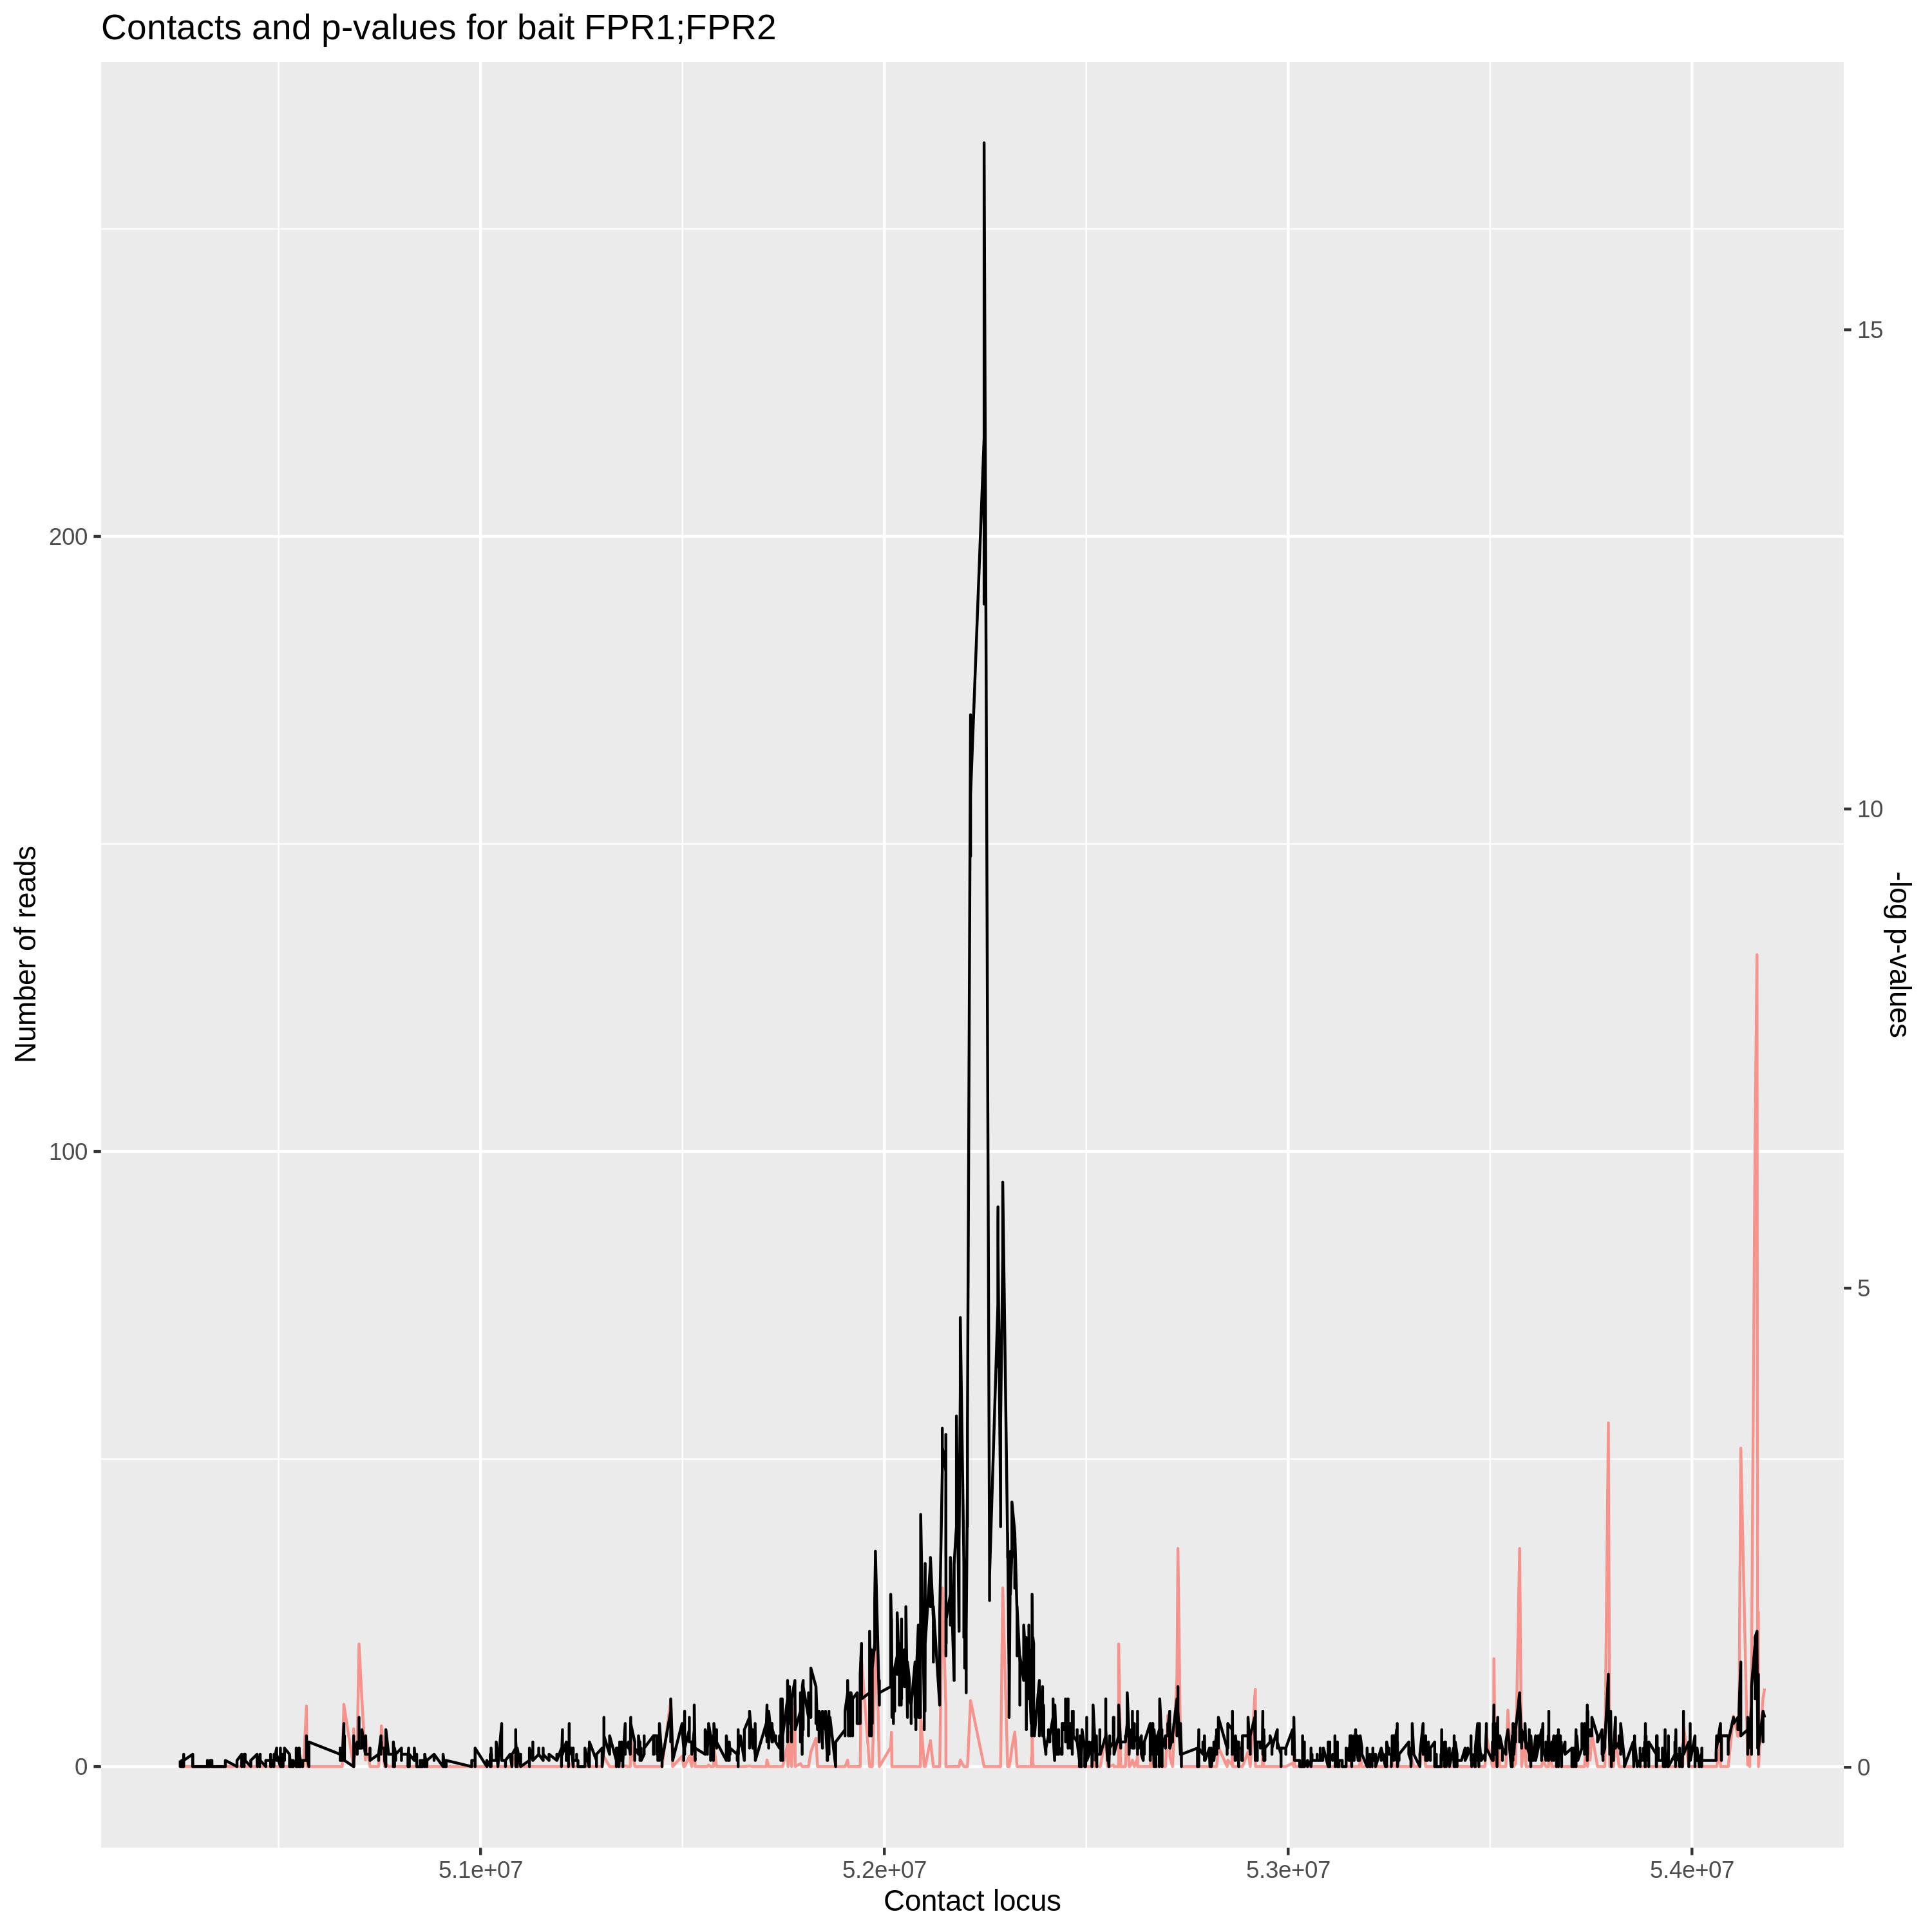 Contacts and p-values for bait FPR1;FPR2
Number of reads
200
100
0
15
10
5
0
-log p-values
5.1e+07 5.2e+07 5.3e+07 5.4e+07
Contact locus